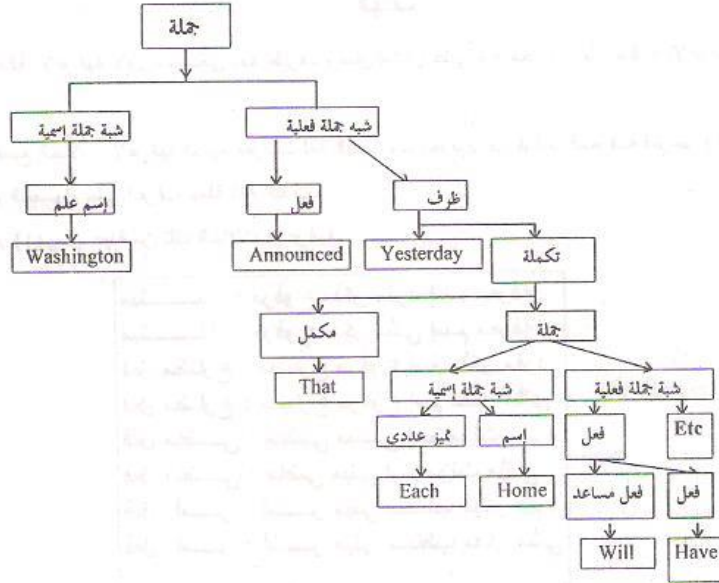 جملة
شبة جملة إسمية
شبه جملة فعلية
إسم علم
فعل
ظرف
Washington
Announced
Yesterday
تكملة
مكمل
جملة
That
شبة جملة إسمية
شبة جملة فعلية
تميز عددي
إسم
فعل
Etc
Each
Home
فعل مساعد
فعل
Will
Have